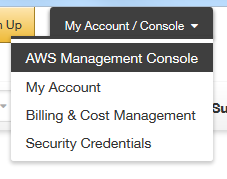 Up
My Account / Console
AWS Management Console
My Account
Billing & Cost Management
Su
Security Credentials